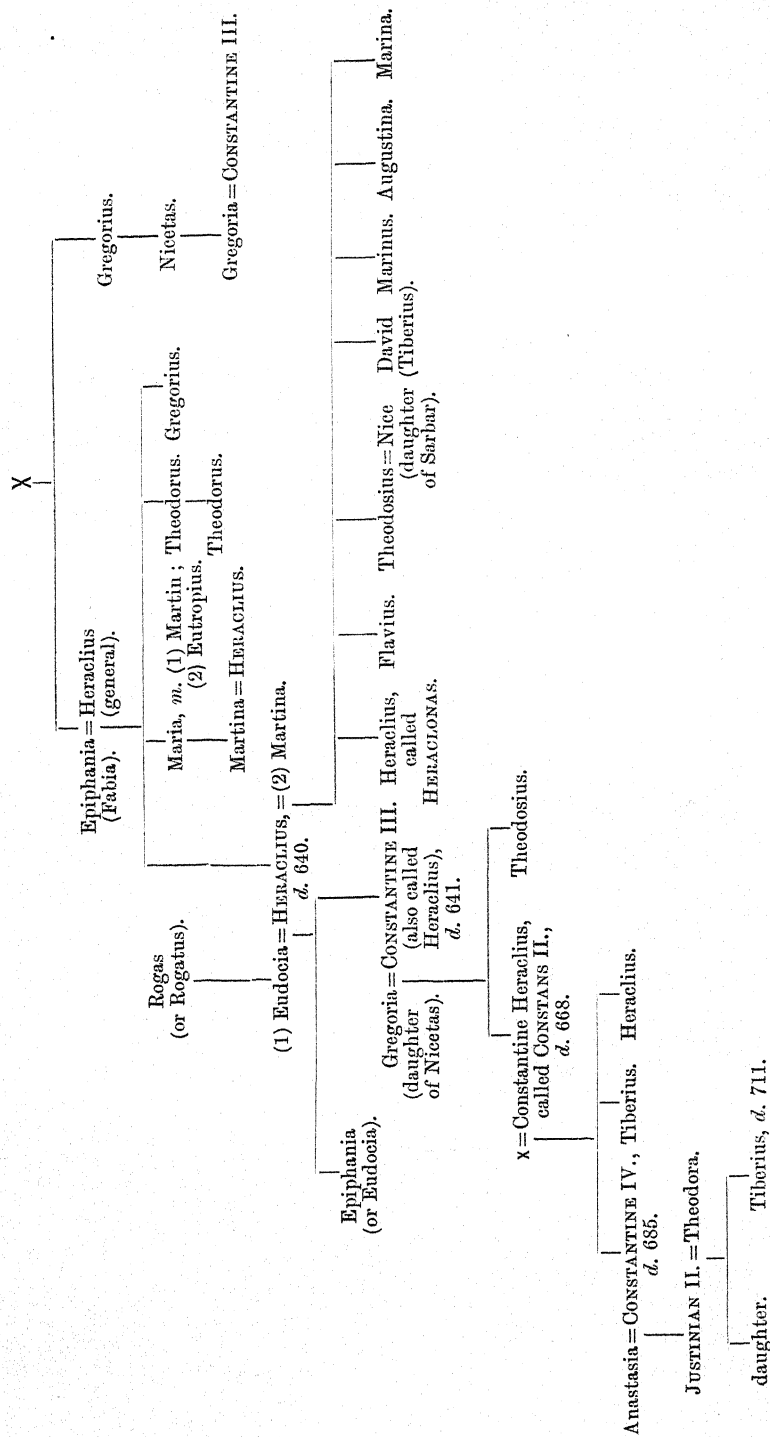 X
Epiphania=Heraclius
(Fabia). (general).
Gregorius.
Nicetas.
Gregoria=CONSTANTINE III.
Maria, m. (1) Martin; Theodorus. Gregorius.
(2) Eutropius.
Theodorus.
Martina=HERACLIUS.
Rogas
(or Rogatus).
(1) Eudocia=HERACLIUS,=(2) Martina.
d. 640.
Epiphania
(or Eudocia).
Gregoria=CONSTANTINE III.
(daughter (also called
of Nicetas). Heraclius),
d. 641.
Heraclius,
called
HERACLONAS.
Flavius.
Theodosius=Nice
(daughter
of Sarbar).
David
(Tiberius).
Marinus. Augustina. Marina.
x=Constantine Heraclius,
called CONSTANS II.,
d. 668.
Theodosius.
Anastasia=CONSTANTINE IV., Tiberius. Heraclius.
d. 685.
JUSTINIAN II.=Theodora.
daughter. Tiberius, d. 711.